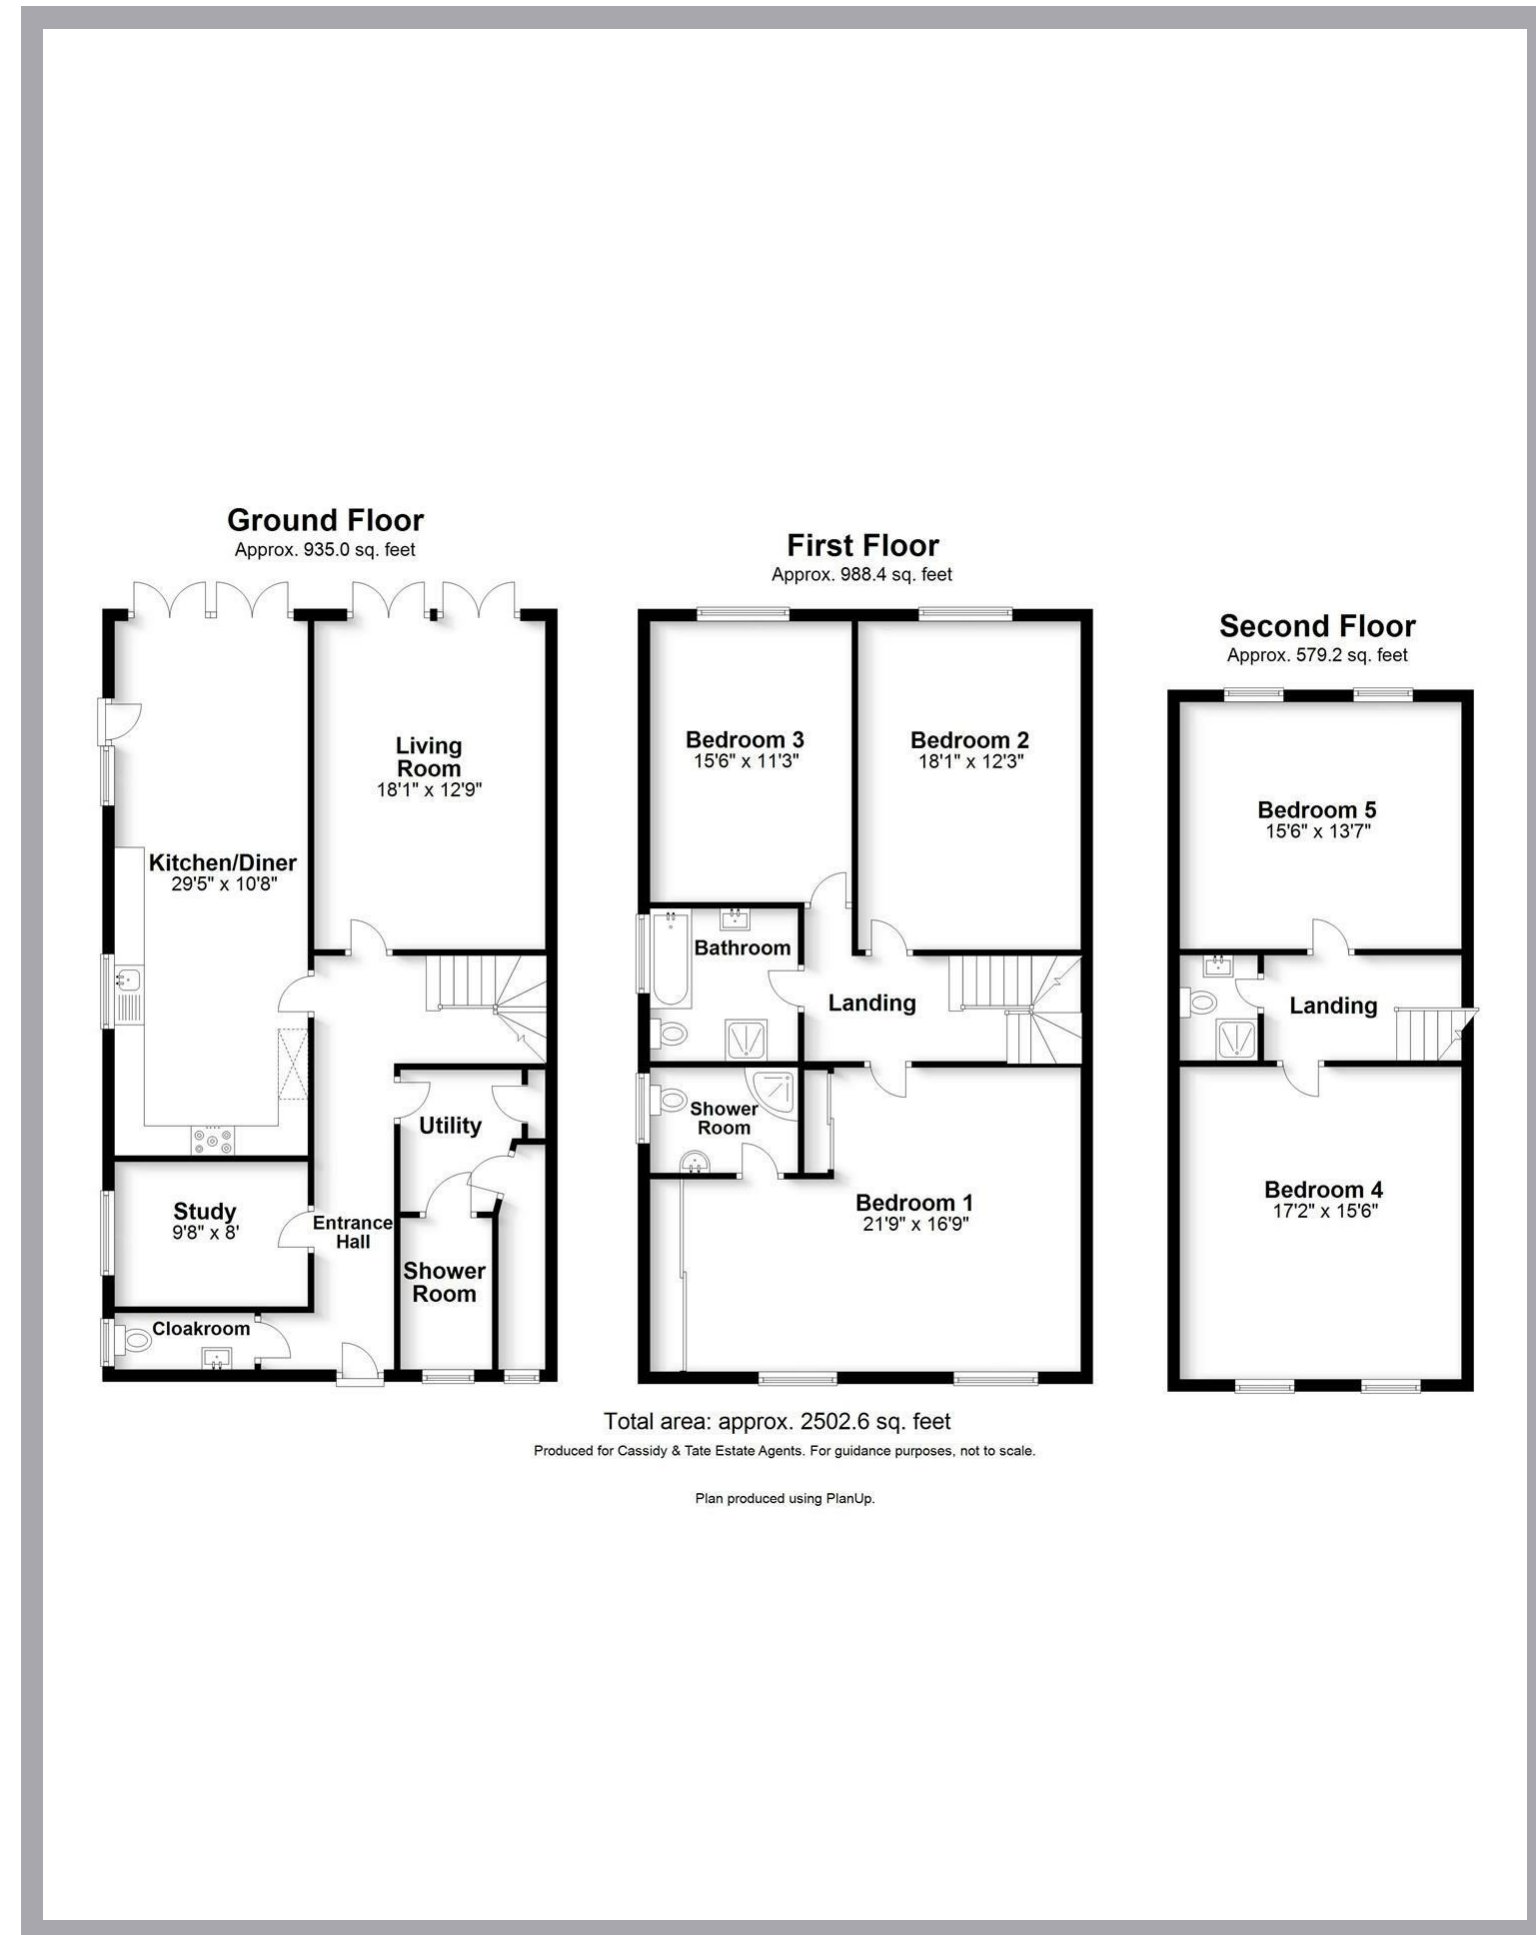 Ground Floor
Approx. 935.0 sq. feet
Living
Room
18'1" x 12'9"
Kitchen/Diner
29'5" x 10'8"
Utility
Study
9'8" x 8'
Entrance
Hall
Shower
Room
Cloakroom
First Floor
Approx. 988.4 sq. feet
Bedroom 3
15'6" x 11'3"
Bedroom 2
18'1" x 12'3"
Bathroom
Landing
Shower
Room
Bedroom 1
21'9" x 16'9"
Second Floor
Approx. 579.2 sq. feet
Bedroom 5
15'6" x 13'7"
Landing
Bedroom 4
17'2" x 15'6"
Total area: approx. 2502.6 sq. feet
Produced for Cassidy & Tate Estate Agents. For guidance purposes, not to scale.
Plan produced using PlanUp.